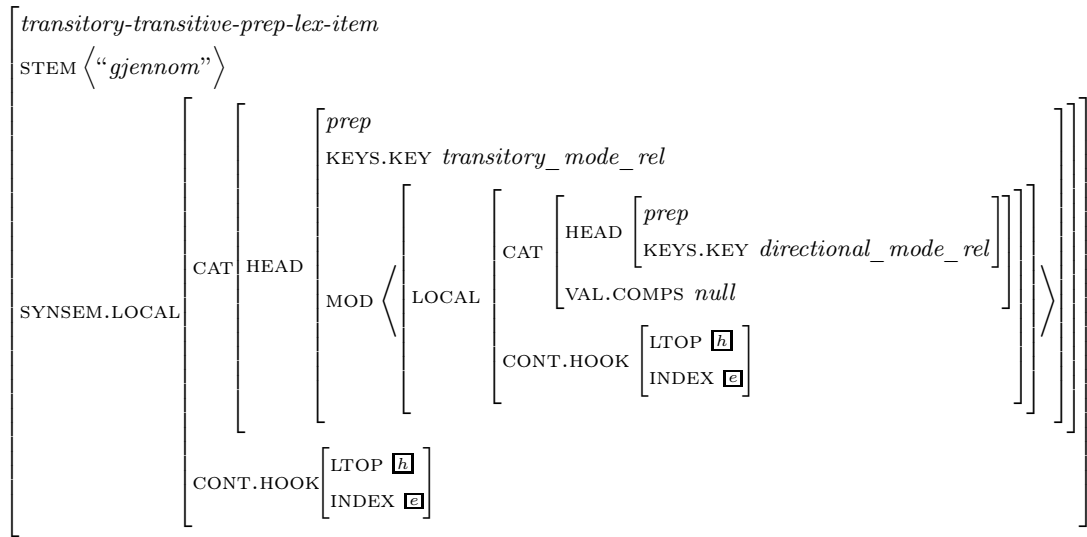 transitory-transitive-prep-lex-item
STEM ⟨“gjennom”⟩
prep
KEYS.KEY transitory_mode_rel
prep
HEAD
KEYS.KEY directional_mode_rel
CAT
CAT HEAD
MOD ⟨ LOCAL
VAL.COMPS null
SYNSEM.LOCAL
LTOP h
CONT.HOOK
INDEX e
LTOP h
CONT.HOOK
INDEX e